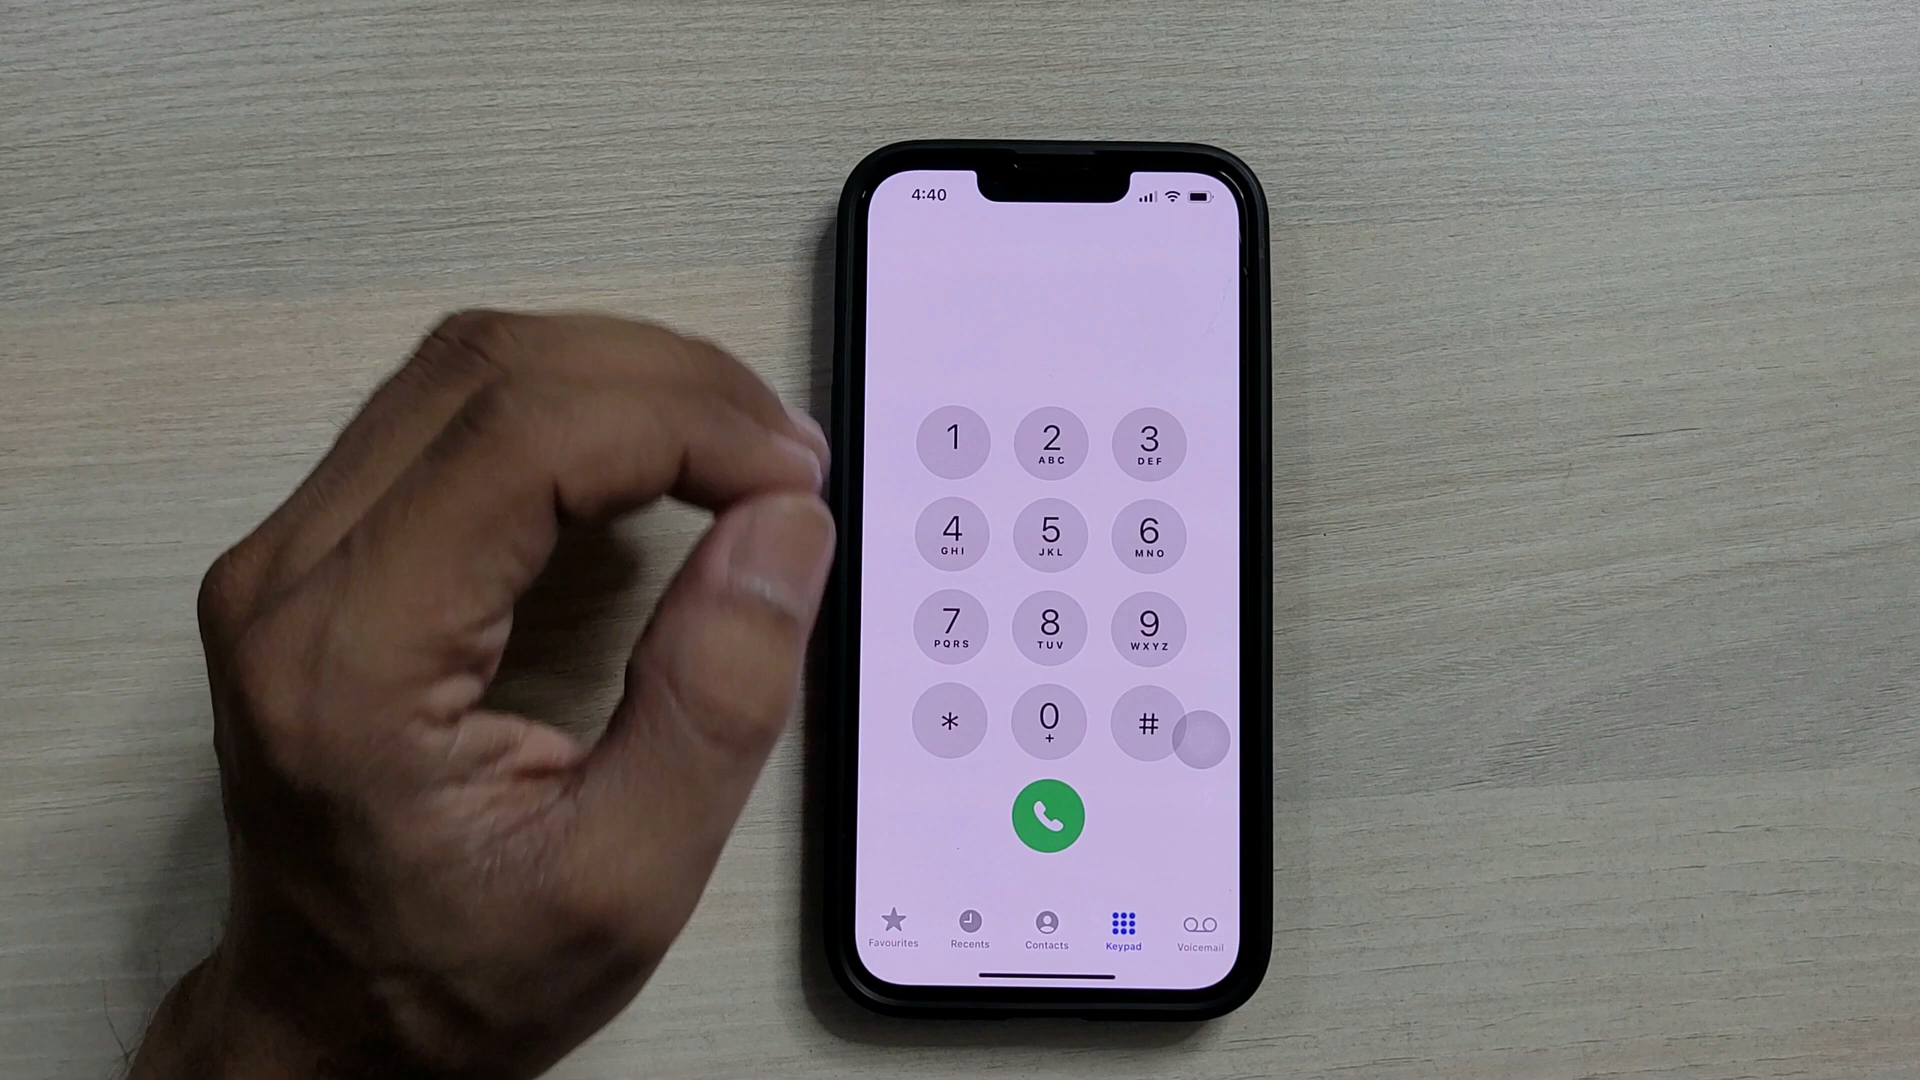 4:40
1 2 3
ABC DEF
4 5 6
GHI JKL MNO
7 8 9
PQRS TUV WXYZ
* 0 #
+
Favourites Recents Contacts Keypad Voicemail